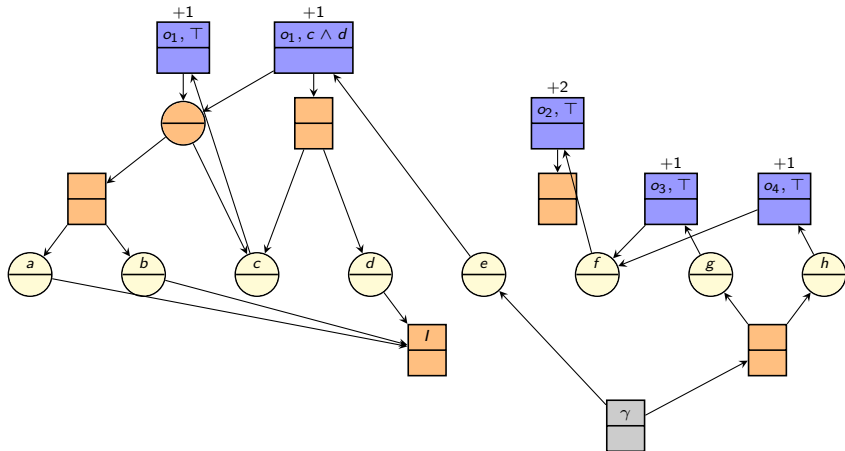 +1
+1
o₁, ⊤
o₁, c ∧ d
+2
o₂, ⊤
+1
+1
o₃, ⊤
o₄, ⊤
a
b
c
d
e
f
g
h
I
γ